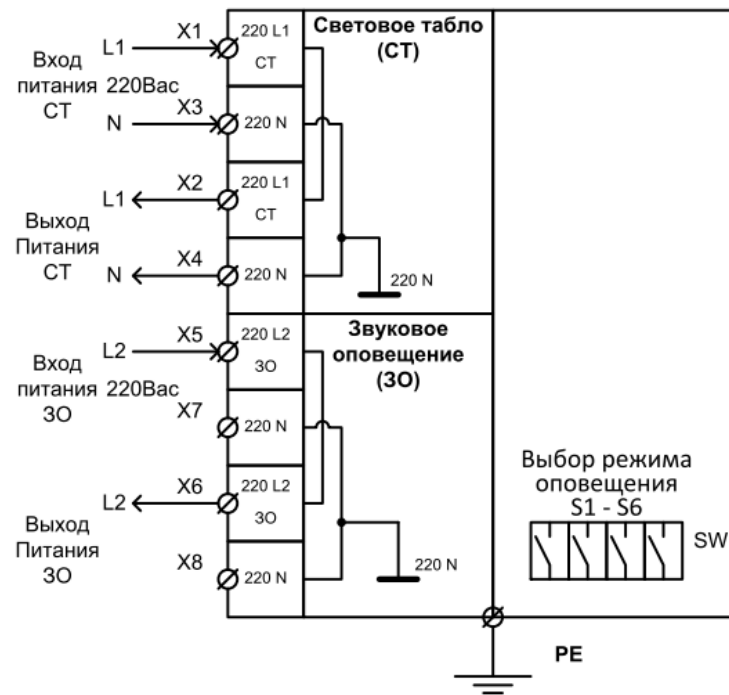 Вход
питания 220Вас
СТ
L1
X1
220 L1
СТ
Световое табло
(СТ)
N
X3
220 N
Выход
Питания
СТ
L1
X2
220 L1
СТ
N
X4
220 N
220 N
Вход
питания 220Вас
ЗО
L2
X5
220 L2
ЗО
Звуковое
оповещение
(ЗО)
X7
220 N
Выход
Питания
ЗО
L2
X6
220 L2
ЗО
X8
220 N
220 N
Выбор режима
оповещения
S1 - S6
SW
PE